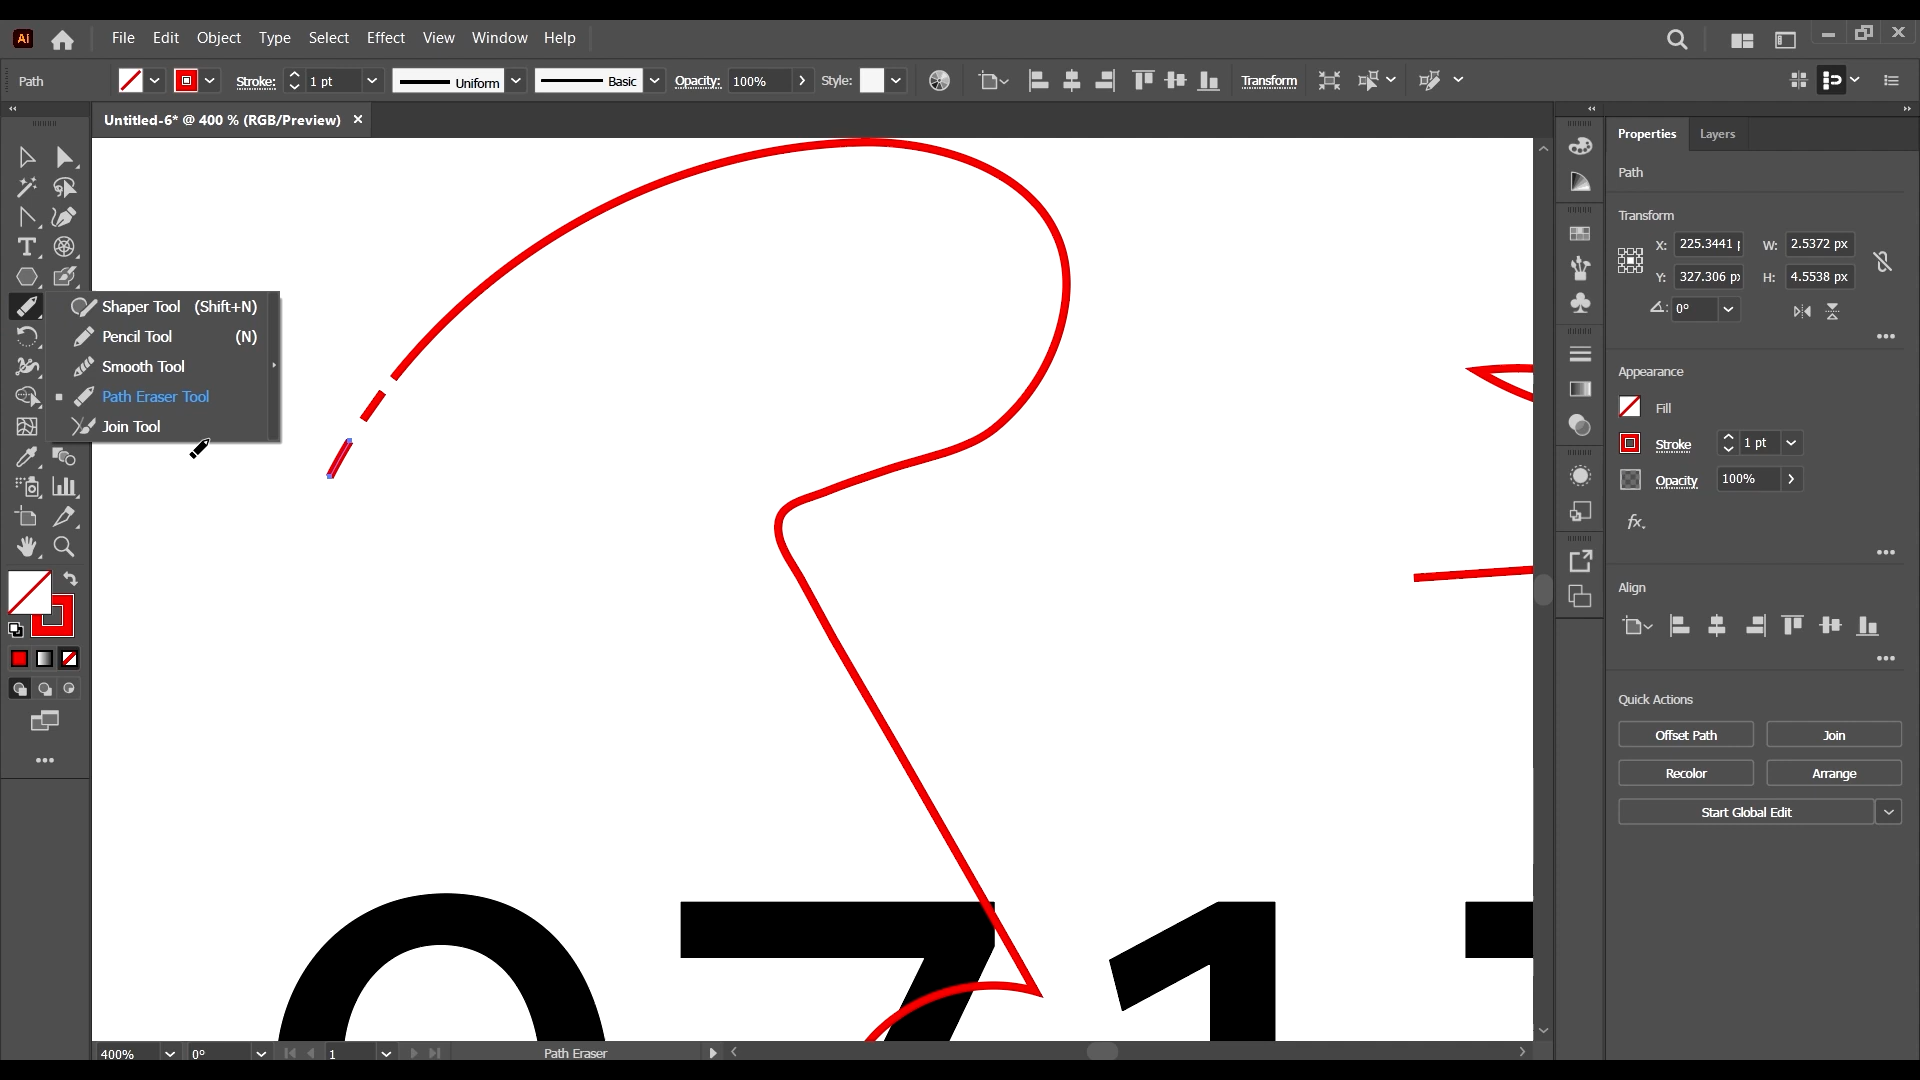 Ai File Edit Object Type Select Effect View Window Help
Path Stroke: 1 pt Uniform Basic Opacity: 100% Style: Transform
Untitled-6* @ 400 % (RGB/Preview)
Shaper Tool (Shift+N)
Pencil Tool (N)
Smooth Tool
Path Eraser Tool
Join Tool
Properties Layers
Path
Transform
X: 225.3441 W: 2.5372 px
Y: 327.306 px H: 4.5538 px
0°
Appearance
Fill
Stroke 1 pt
Opacity 100%
fx.
Align
Quick Actions
Offset Path Join
Recolor Arrange
Start Global Edit
071
400% 0° 1 Path Eraser